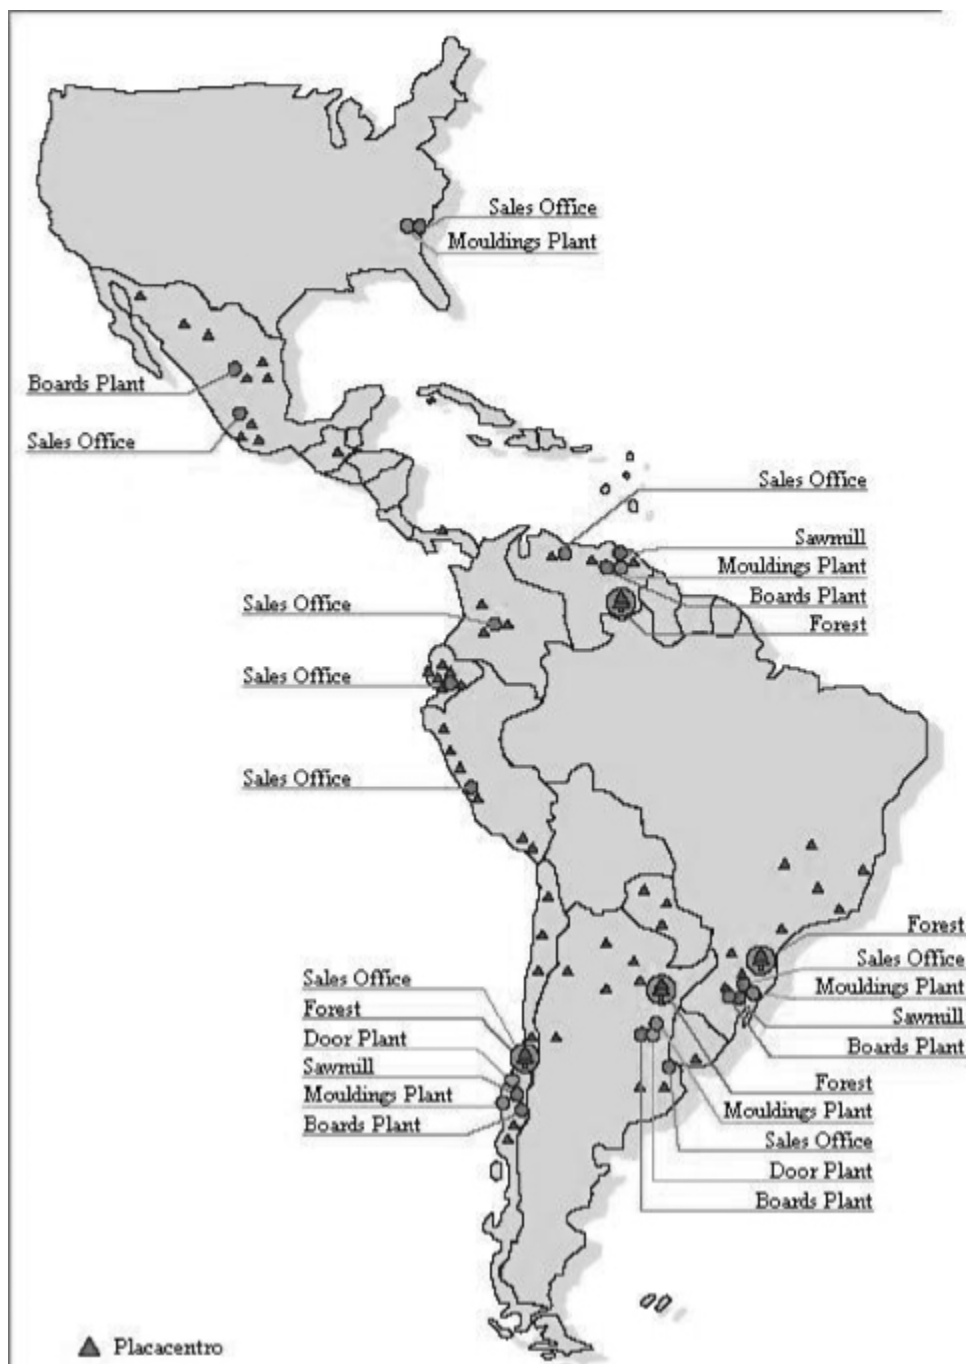 Sales Office
Mouldings Plant
Boards Plant
Sales Office
Sales Office
Sawmill
Mouldings Plant
Boards Plant
Forest
Sales Office
Sales Office
Sales Office
Forest
Sales Office
Mouldings Plant
Sawmill
Boards Plant
Sales Office
Forest
Door Plant
Sawmill
Mouldings Plant
Boards Plant
Forest
Mouldings Plant
Sales Office
Door Plant
Boards Plant
Placacentro